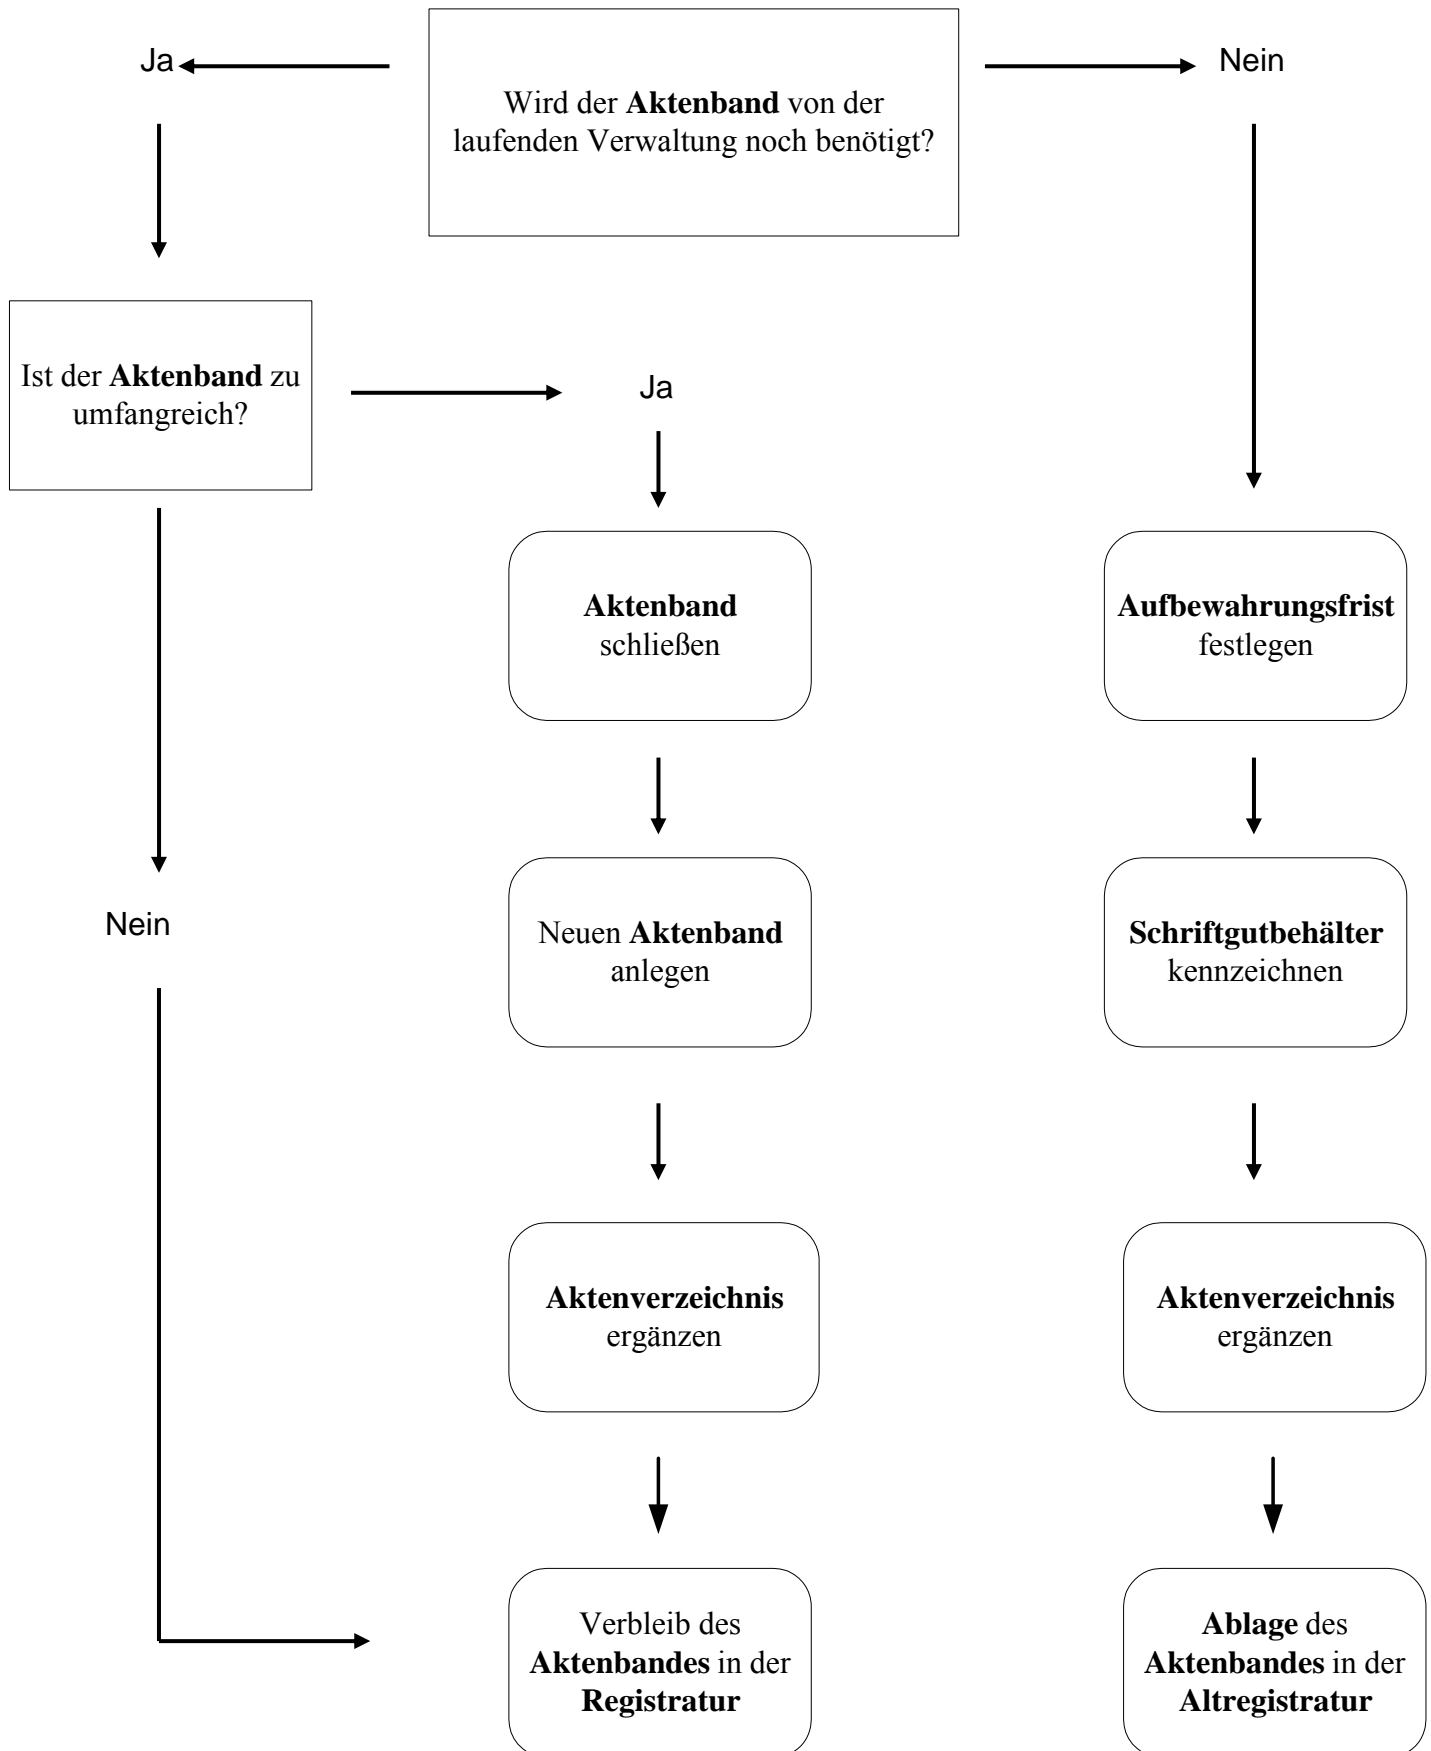 Ja
Wird der Aktenband von der
laufenden Verwaltung noch benötigt?
Nein
Ist der Aktenband zu
umfangreich?
Ja
Aktenband
schließen
Aufbewahrungsfrist
festlegen
Nein
Neuen Aktenband
anlegen
Schriftgutbehälter
kennzeichnen
Aktenverzeichnis
ergänzen
Aktenverzeichnis
ergänzen
Verbleib des
Aktenbandes in der
Registratur
Ablage des
Aktenbandes in der
Altregistratur